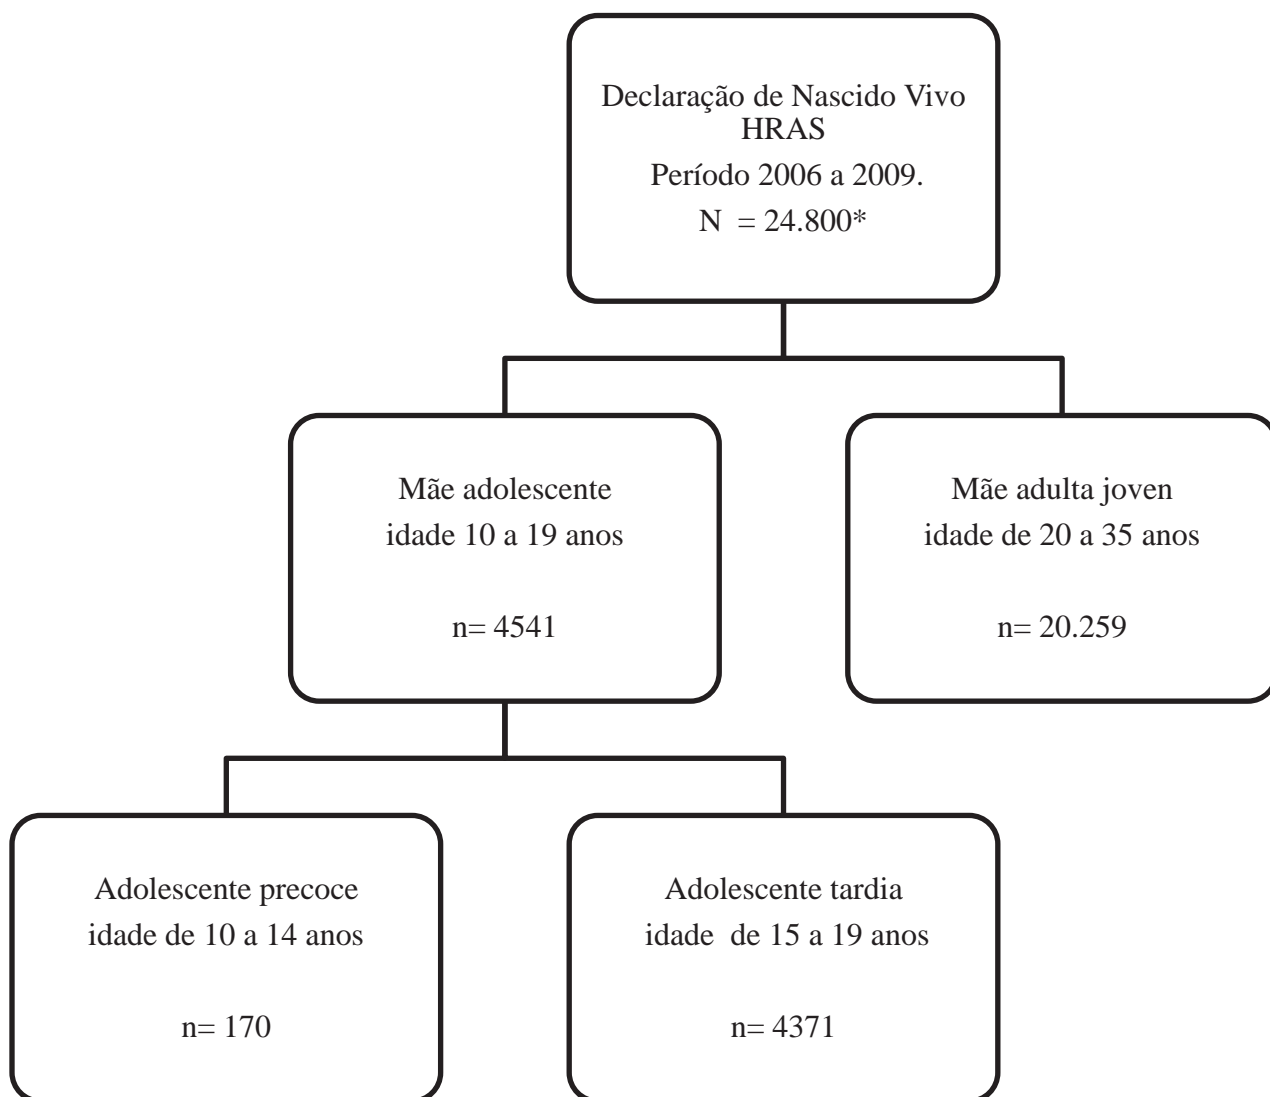 Declaração de Nascido Vivo
HRAS
Período 2006 a 2009.
N = 24.800*
Mãe adolescente
idade 10 a 19 anos
n= 4541
Mãe adulta joven
idade de 20 a 35 anos
n= 20.259
Adolescente precoce
idade de 10 a 14 anos
n= 170
Adolescente tardia
idade de 15 a 19 anos
n= 4371